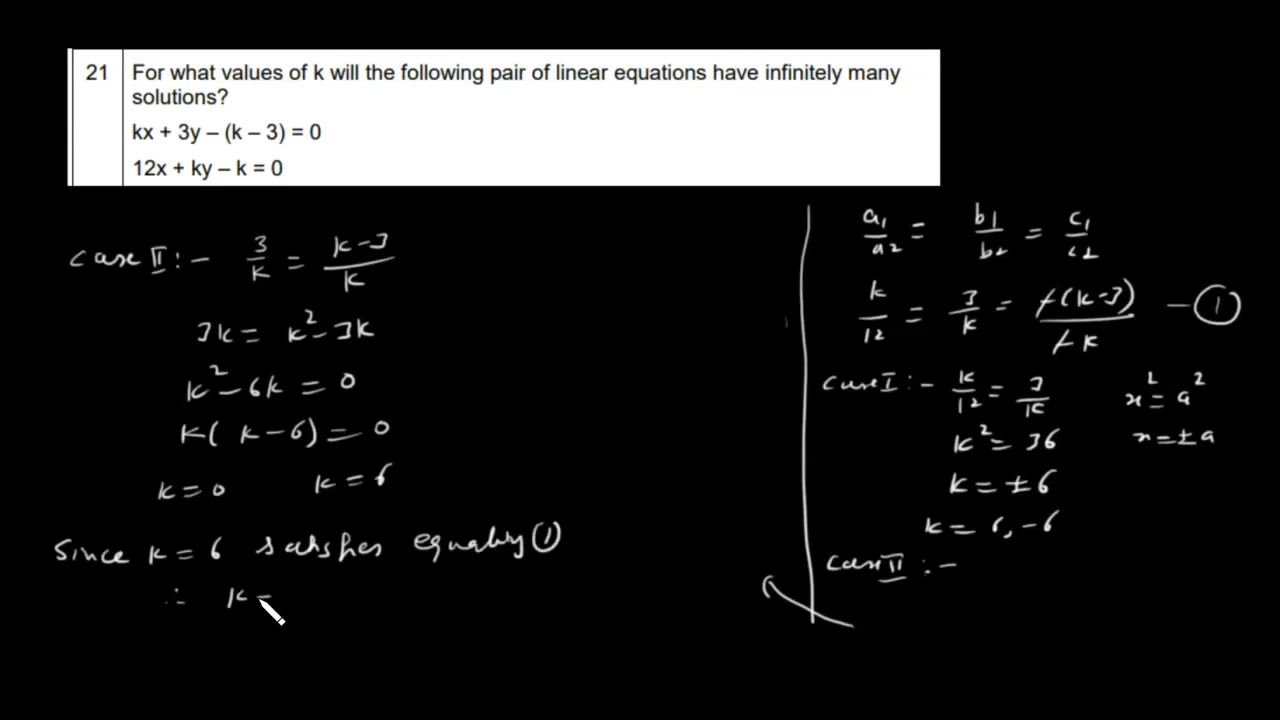 21 For what values of k will the following pair of linear equations have infinitely many
solutions?
kx + 3y – (k – 3) = 0
12x + ky – k = 0
a₁/a₂ = b₁/b₂ = c₁/c₂
k/12 = 3/k = -(k-3)/-k — ①
Case I :- k/12 = 3/k
x² = a²
k² = 36
x = ± a
k = ± 6
k = 6, -6
Case II :-
Case II :- 3/k = k-3/k
3k = k² - 3k
k² - 6k = 0
k( k - 6) = 0
k = 0 k = 6
Since k = 6 satisfies equality ①
∴ k =